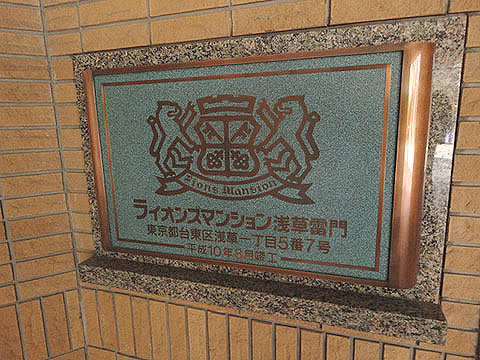 Lions Mansion
ライオンズマンション浅草雷門
東京都台東区浅草一丁目5番7号
平成10年8月竣工